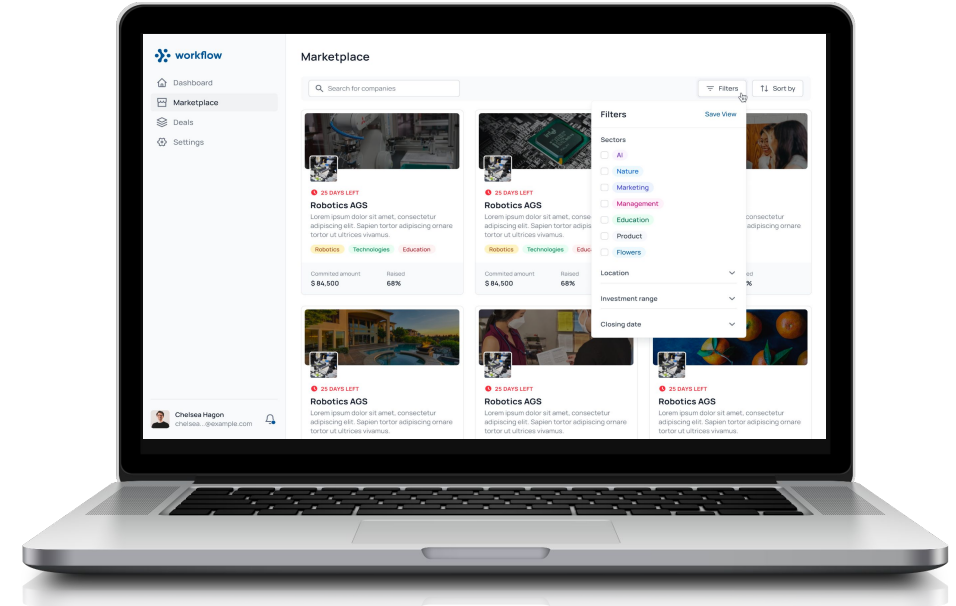 workflow
Dashboard
Marketplace
Deals
Settings
Chelsea Hagon
chelsea.. @example.com
Marketplace
Search for companies
Filters
Sort by
Filters
Save View
Sectors
AI
Nature
Marketing
Management
Education
Product
Flowers
Location
Investment range
Closing date
25 DAYS LEFT
Robotics AGS
Lorem ipsum dolor sit amet, consectetur
adipiscing elit. Sapien tortor adipiscing ornare
tortor ut ultrices vivamus.
Robotics Technologies Education
Commited amount Raised
$ 84,500 68%
25 DAYS LEFT
Robotics AGS
Lorem ipsum dolor sit amet, conse
adipiscing elit. Sapien tortor adipis
tortor ut ultrices vivamus.
Robotics Technologies Educ
Commited amount Raised
$ 84,500 68%
consectetur
adipiscing ornare
ed
%
25 DAYS LEFT
Robotics AGS
Lorem ipsum dolor sit amet, consectetur
adipiscing elit. Sapien tortor adipiscing ornare
tortor ut ultrices vivamus.
25 DAYS LEFT
Robotics AGS
Lorem ipsum dolor sit amet, consectetur
adipiscing elit. Sapien tortor adipiscing ornare
tortor ut ultrices vivamus.
25 DAYS LEFT
Robotics AGS
Lorem ipsum dolor sit amet, consectetur
adipiscing elit. Sapien tortor adipiscing ornare
tortor ut ultrices vivamus.